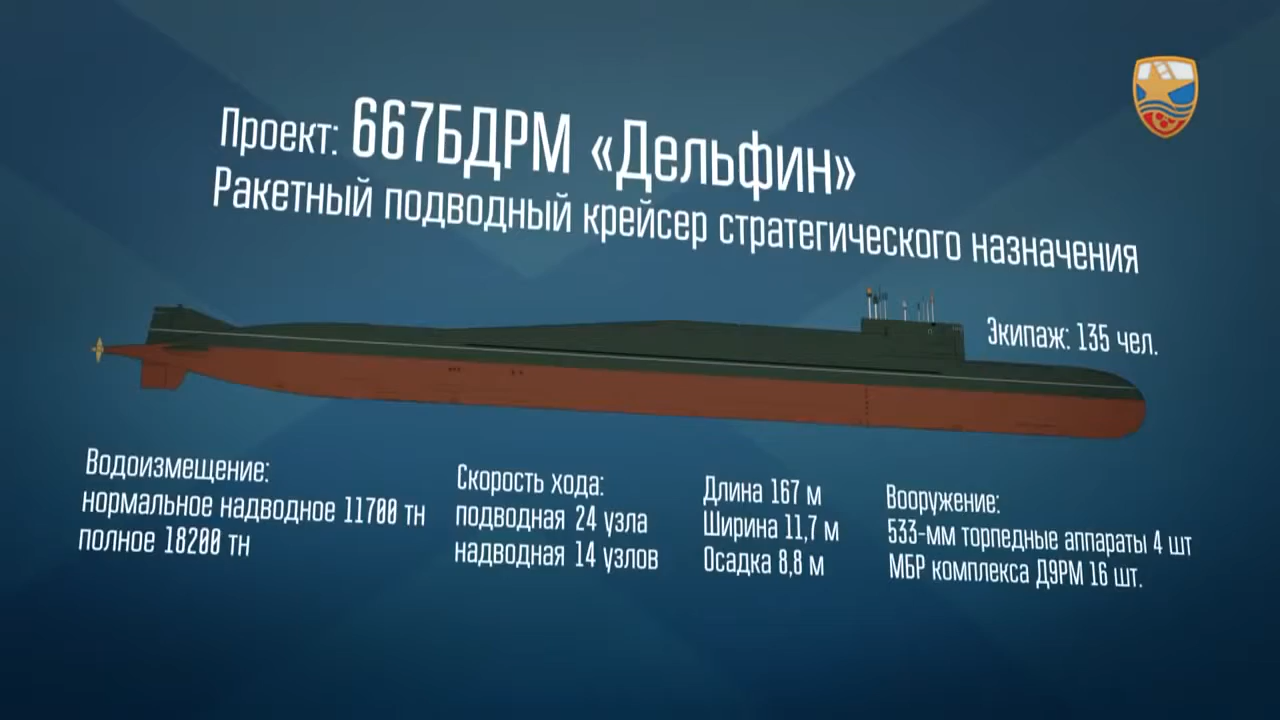 Проект: 667БДРМ «Дельфин»
Ракетный подводный крейсер стратегического назначения
Экипаж: 135 чел.
Водоизмещение:
нормальное надводное 11700 тн
полное 18200 тн
Скорость хода:
подводная 24 узла
надводная 14 узлов
Длина 167 м
Ширина 11,7 м
Осадка 8,8 м
Вооружение:
533-мм торпедные аппараты 4 шт
МБР комплекса Д9РМ 16 шт.